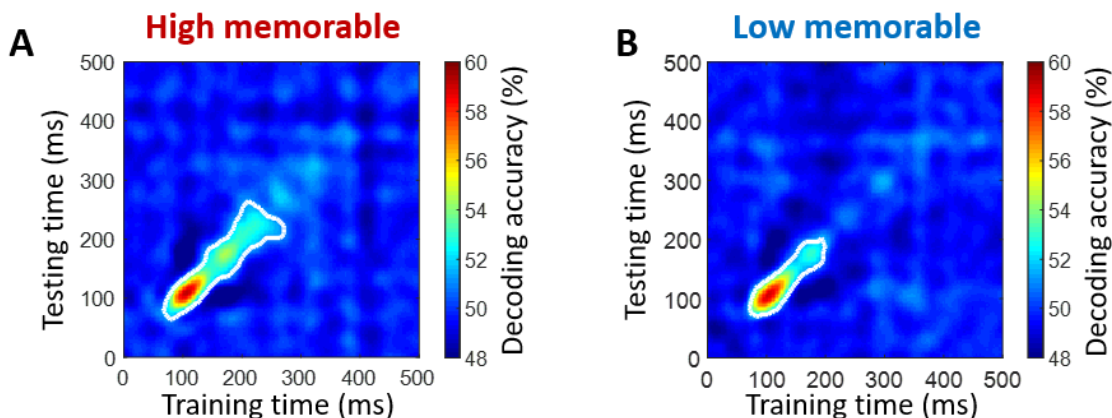 A
High memorable
500
400
300
200
100
0
Testing time (ms)
0 100 200 300 400 500
Training time (ms)
60
58
56
54
52
50
48
Decoding accuracy (%)
B
Low memorable
500
400
300
200
100
0
Testing time (ms)
0 100 200 300 400 500
Training time (ms)
60
58
56
54
52
50
48
Decoding accuracy (%)